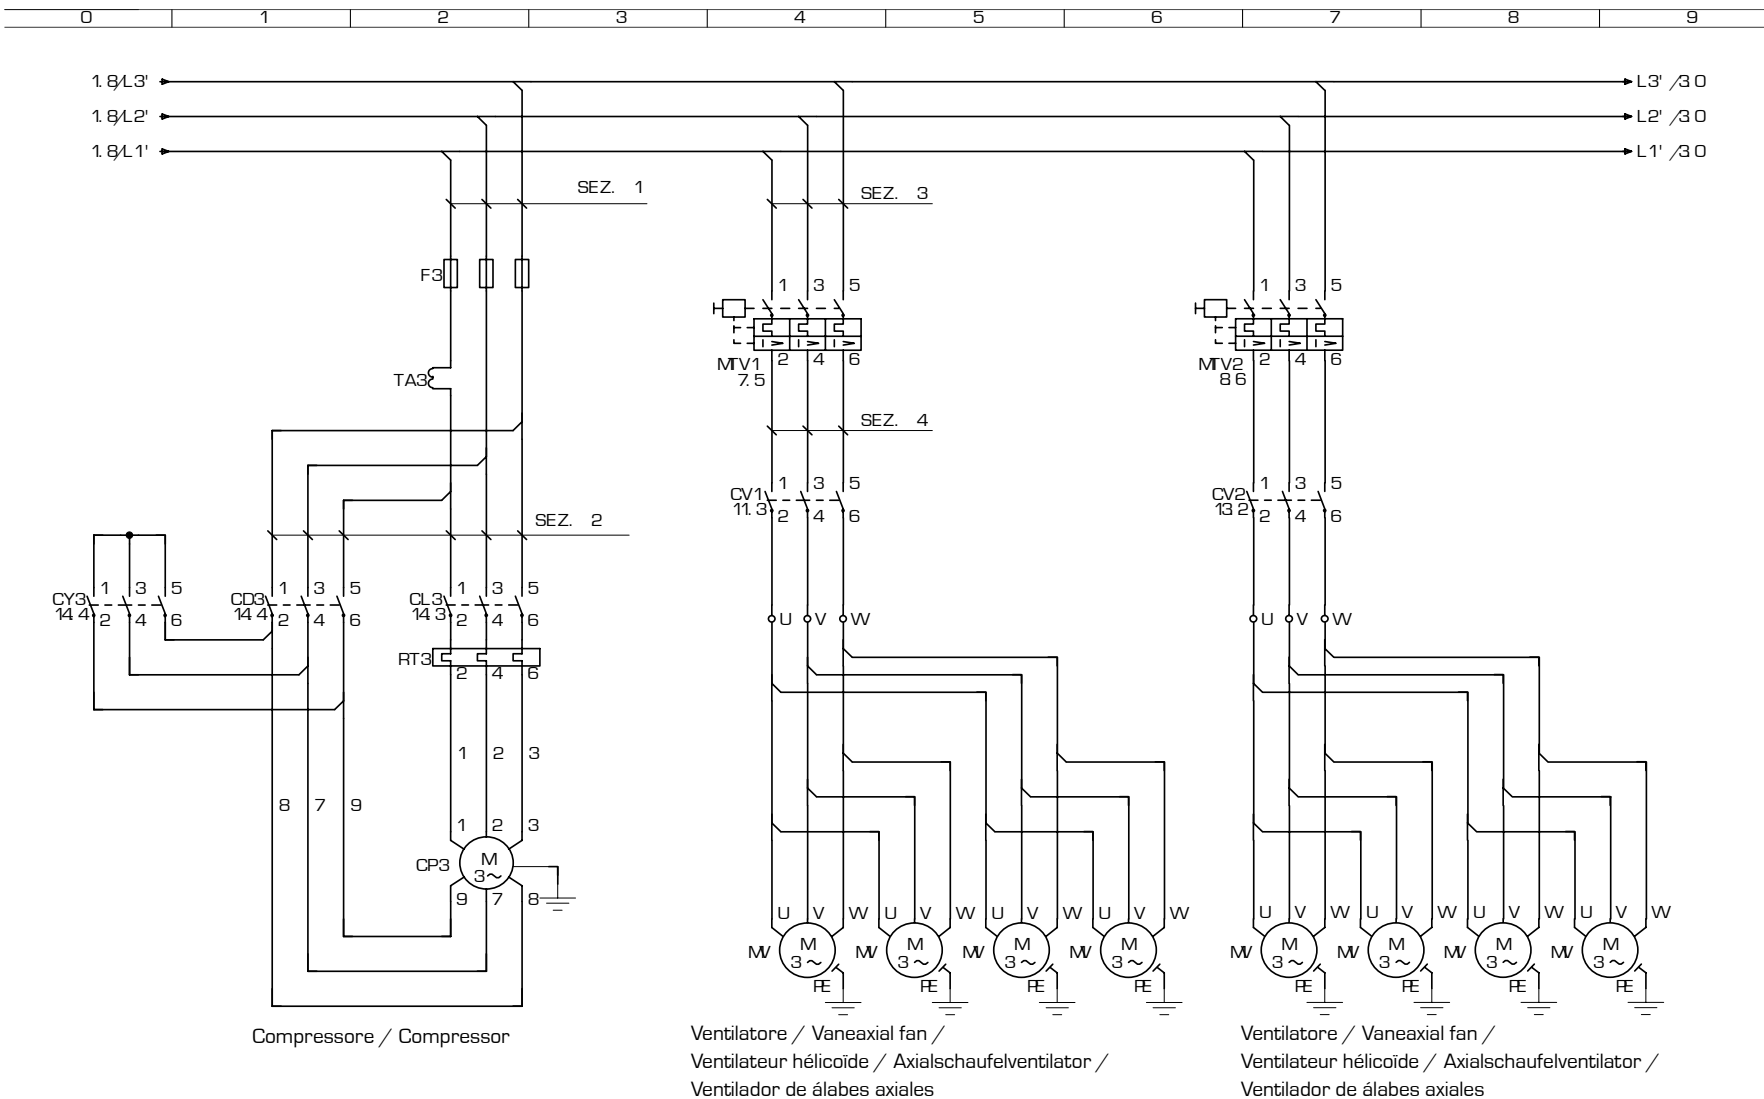 0 1 2 3 4 5 6 7 8 9
1.8/L3' L3' /3.0
1.8/L2' L2' /3.0
1.8/L1' L1' /3.0
SEZ. 1 SEZ. 3
F3
1 3 5 1 3 5
MTV1 2 4 6 MTV2 2 4 6
7.5 8.6
TA3
SEZ. 4
1 3 5 1 3 5
CV1 CV2
11.3 2 4 6 13.2 2 4 6
SEZ. 2
1 3 5 1 3 5 1 3 5
CY3 CD3 CL3
14.4 2 4 6 14.4 2 4 6 14.3 2 4 6
U V W U V W
RT3
2 4 6
1 2 3
8 7 9
1 2 3
CP3 M
3~
9 7 8
U V W U V W U V W U V W U V W U V W U V W U V W
MV M MV M MV M MV M MV M MV M MV M MV M
3~ 3~ 3~ 3~ 3~ 3~ 3~ 3~
PE PE PE PE PE PE PE PE
Compressore / Compressor
Ventilatore / Vaneaxial fan /
Ventilateur hélicoïde / Axialschaufelventilator /
Ventilador de álabes axiales
Ventilatore / Vaneaxial fan /
Ventilateur hélicoïde / Axialschaufelventilator /
Ventilador de álabes axiales